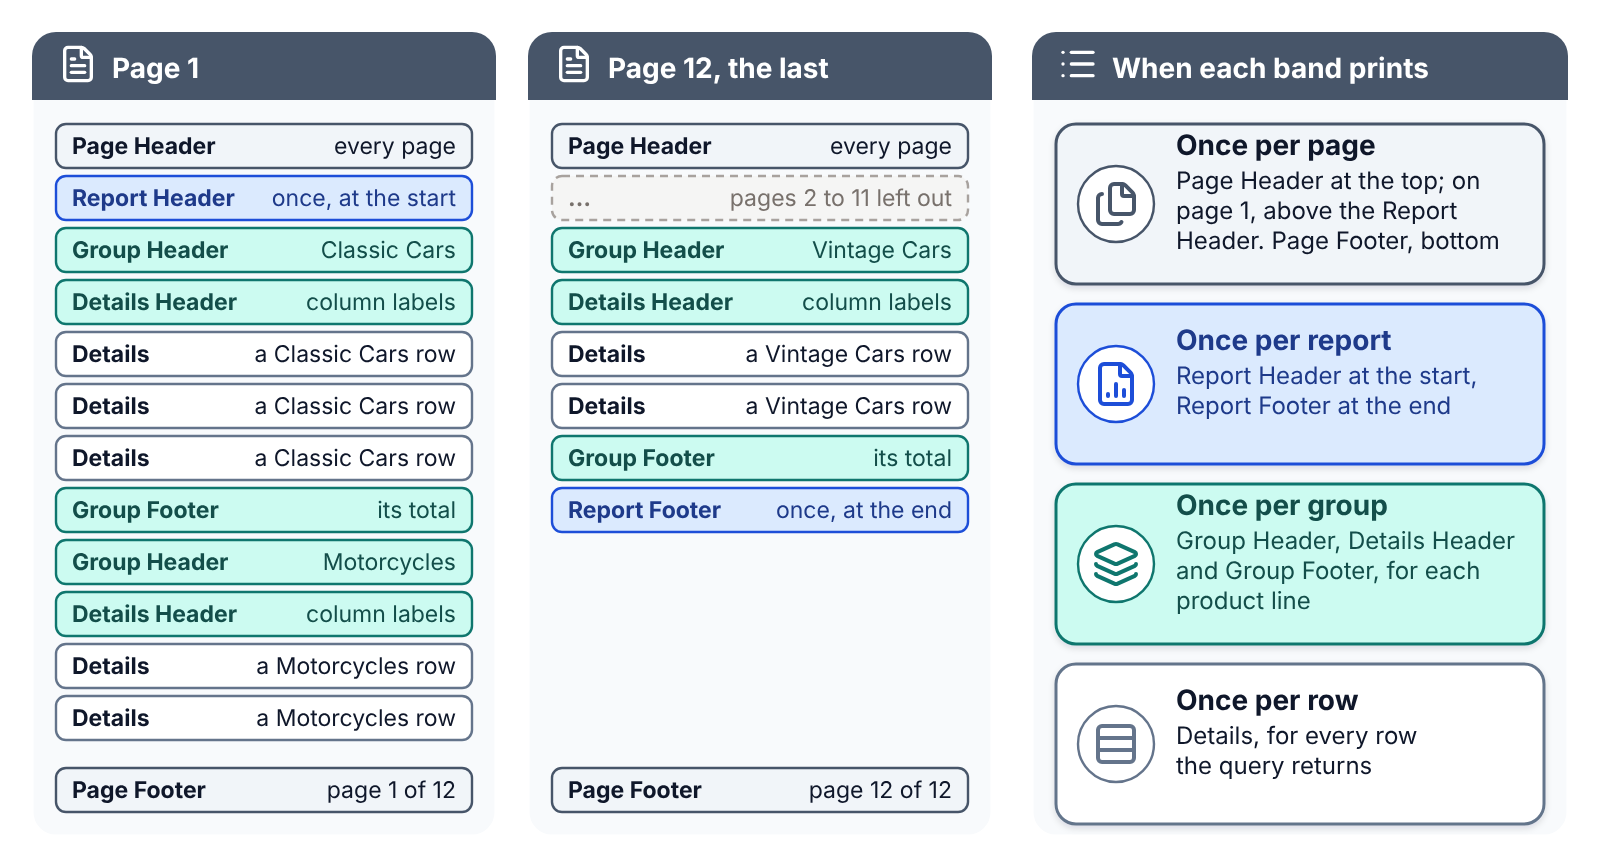 Page 1
Page Header every page
Report Header once, at the start
Group Header Classic Cars
Details Header column labels
Details a Classic Cars row
Details a Classic Cars row
Details a Classic Cars row
Group Footer its total
Group Header Motorcycles
Details Header column labels
Details a Motorcycles row
Details a Motorcycles row
Page Footer page 1 of 12
Page 12, the last
Page Header every page
... pages 2 to 11 left out
Group Header Vintage Cars
Details Header column labels
Details a Vintage Cars row
Details a Vintage Cars row
Group Footer its total
Report Footer once, at the end
Page Footer page 12 of 12
When each band prints
Once per page
Page Header at the top; on
page 1, above the Report
Header. Page Footer, bottom
Once per report
Report Header at the start,
Report Footer at the end
Once per group
Group Header, Details Header
and Group Footer, for each
product line
Once per row
Details, for every row
the query returns